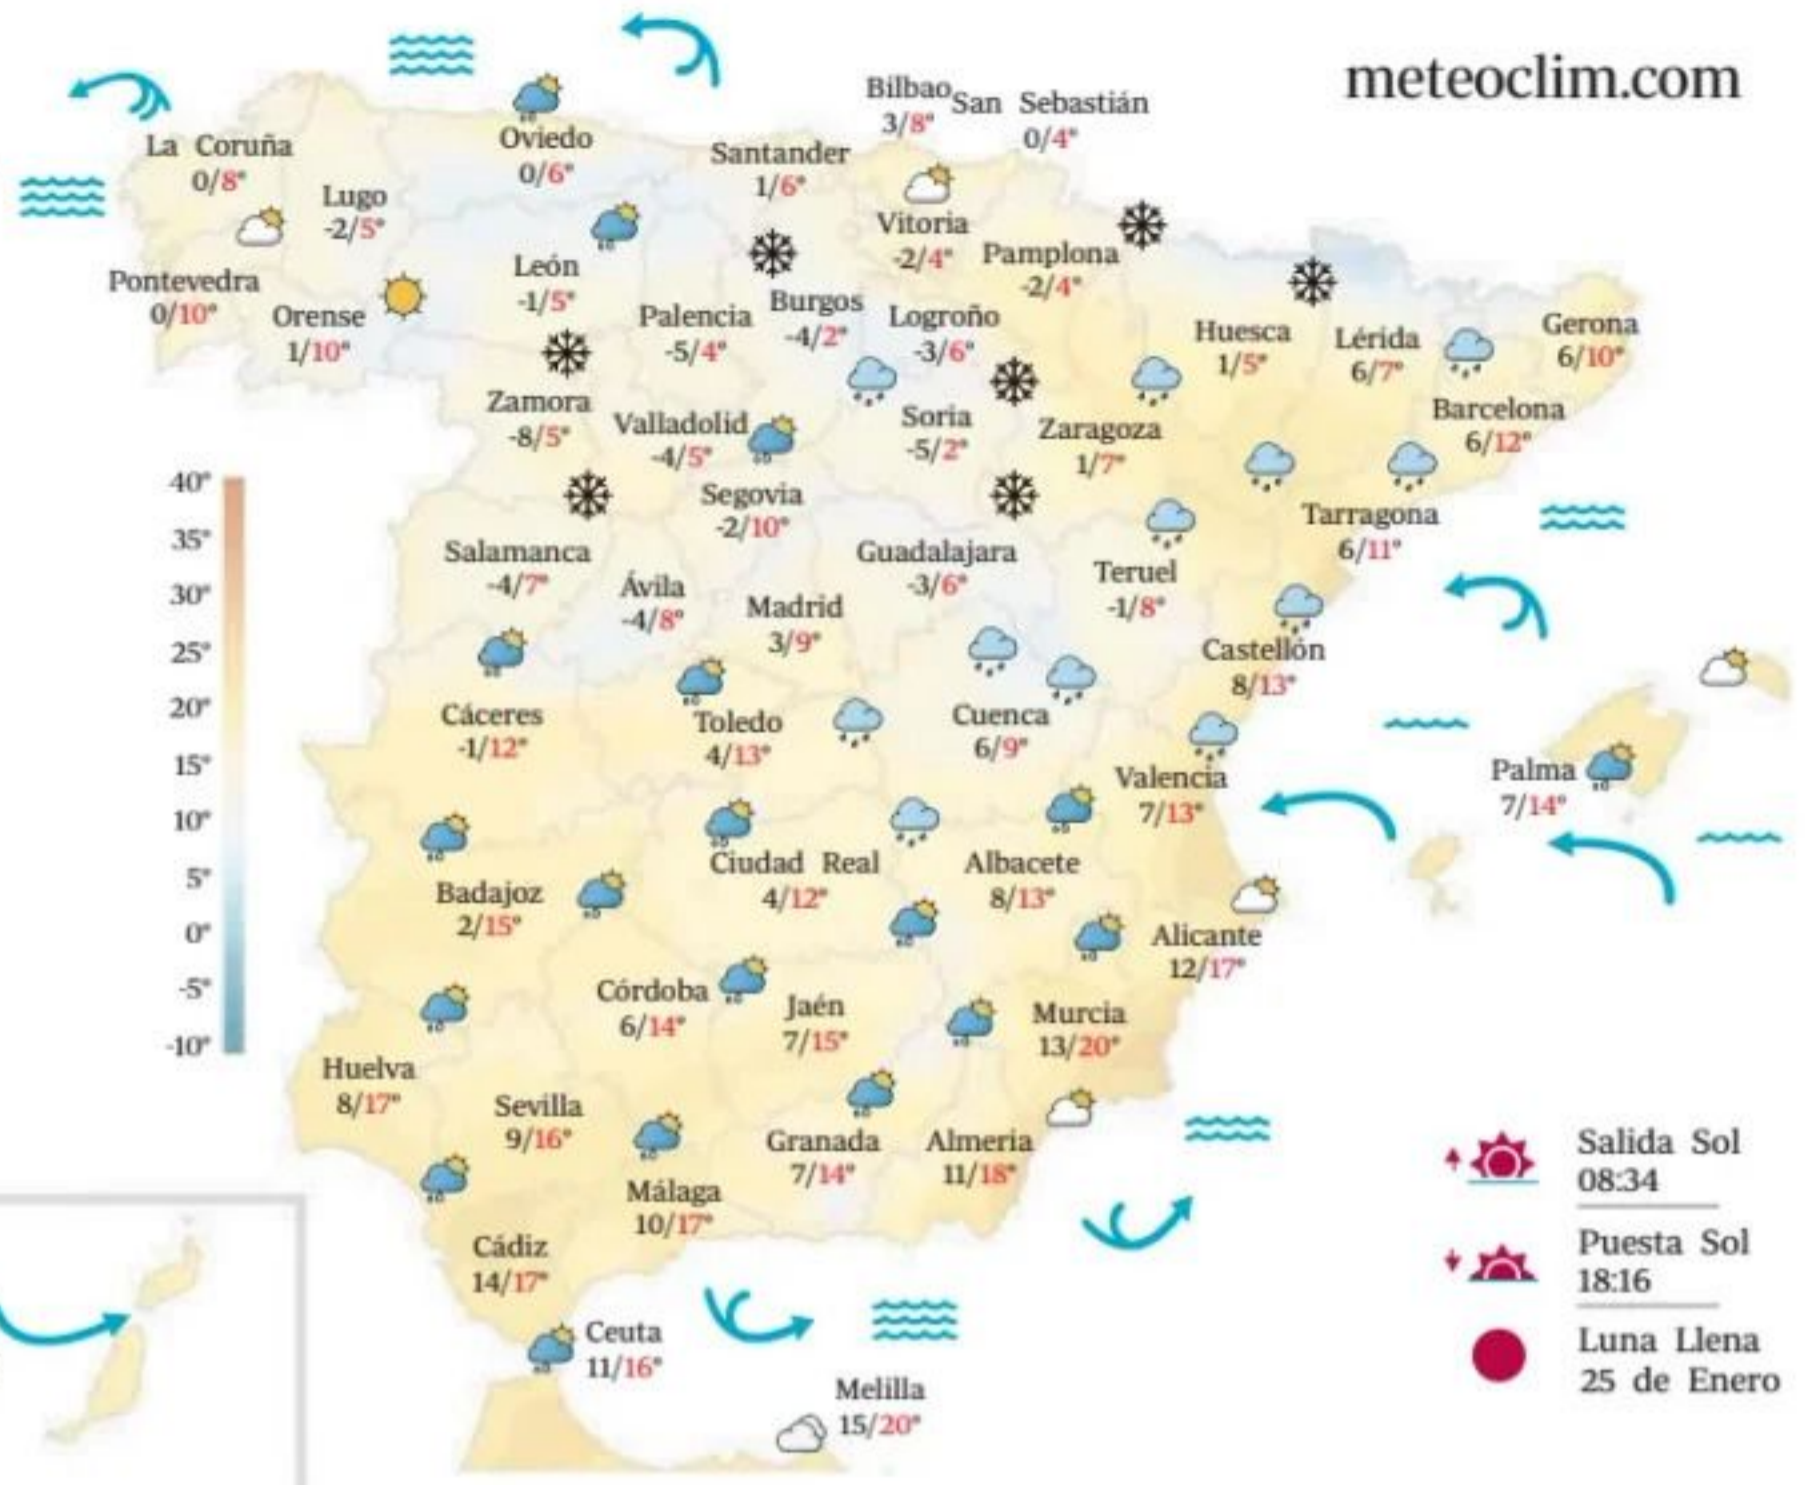 meteoclim.com
Bilbao
3/8°
San Sebastián
0/4°
La Coruña
0/8°
Oviedo
0/6°
Santander
1/6°
Lugo
-2/5°
Vitoria
-2/4°
Pamplona
-2/4°
Pontevedra
0/10°
Orense
1/10°
León
-1/5°
Palencia
-5/4°
Burgos
-4/2°
Logroño
-3/6°
Huesca
1/5°
Lérida
6/7°
Gerona
6/10°
Zamora
-8/5°
Valladolid
-4/5°
Soria
-5/2°
Zaragoza
1/7°
Barcelona
6/12°
Segovia
-2/10°
Tarragona
6/11°
Salamanca
-4/7°
Ávila
-4/8°
Madrid
3/9°
Guadalajara
-3/6°
Teruel
-1/8°
Castellón
8/13°
Cáceres
-1/12°
Toledo
4/13°
Cuenca
6/9°
Valencia
7/13°
Palma
7/14°
Badajoz
2/15°
Ciudad Real
4/12°
Albacete
8/13°
Alicante
12/17°
Córdoba
6/14°
Jaén
7/15°
Murcia
13/20°
Huelva
8/17°
Sevilla
9/16°
Granada
7/14°
Almeria
11/18°
Málaga
10/17°
Cádiz
14/17°
Ceuta
11/16°
Melilla
15/20°
40°
35°
30°
25°
20°
15°
10°
5°
0°
-5°
-10°
Salida Sol
08:34
Puesta Sol
18:16
Luna Llena
25 de Enero